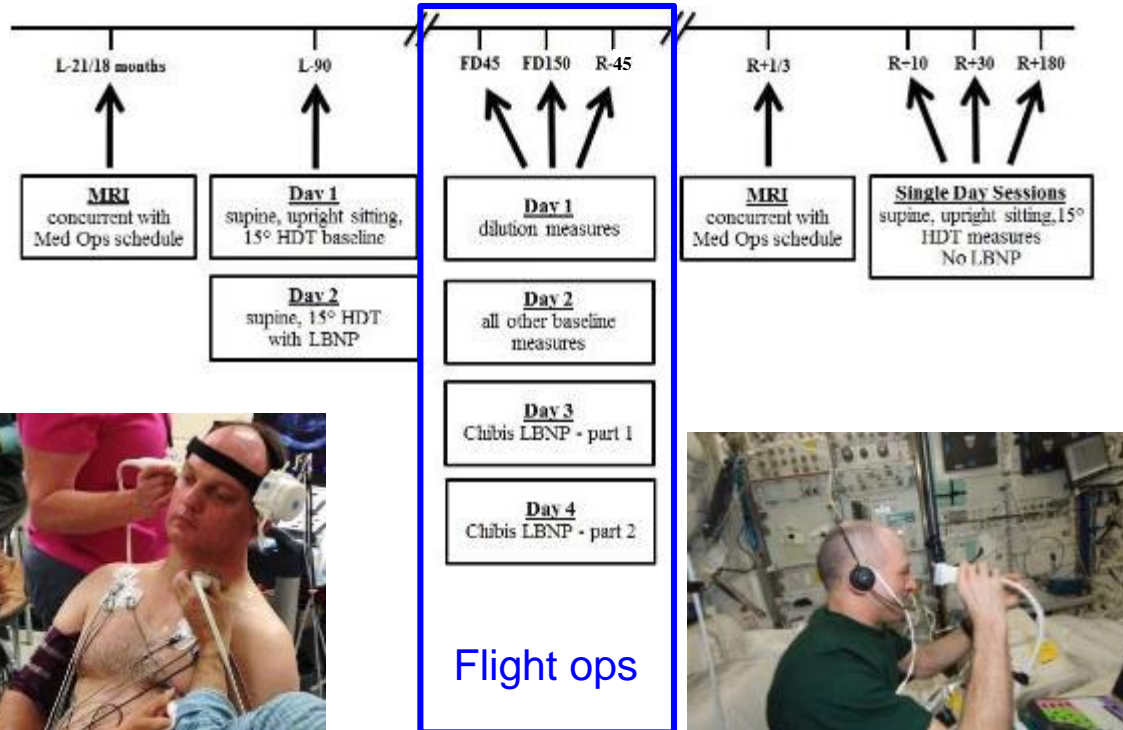 L-21/18 months
L-90
FD45
FD150
R-45
R+1/3
R+10
R+30
R+180
MRI
concurrent with
Med Ops schedule
Day 1
supine, upright sitting,
15° HDT baseline
Day 2
supine, 15° HDT
with LBNP
Day 1
dilution measures
Day 2
all other baseline
measures
Day 3
Chibis LBNP - part 1
Day 4
Chibis LBNP - part 2
Flight ops
MRI
concurrent with
Med Ops schedule
Single Day Sessions
supine, upright sitting,15°
HDT measures
No LBNP